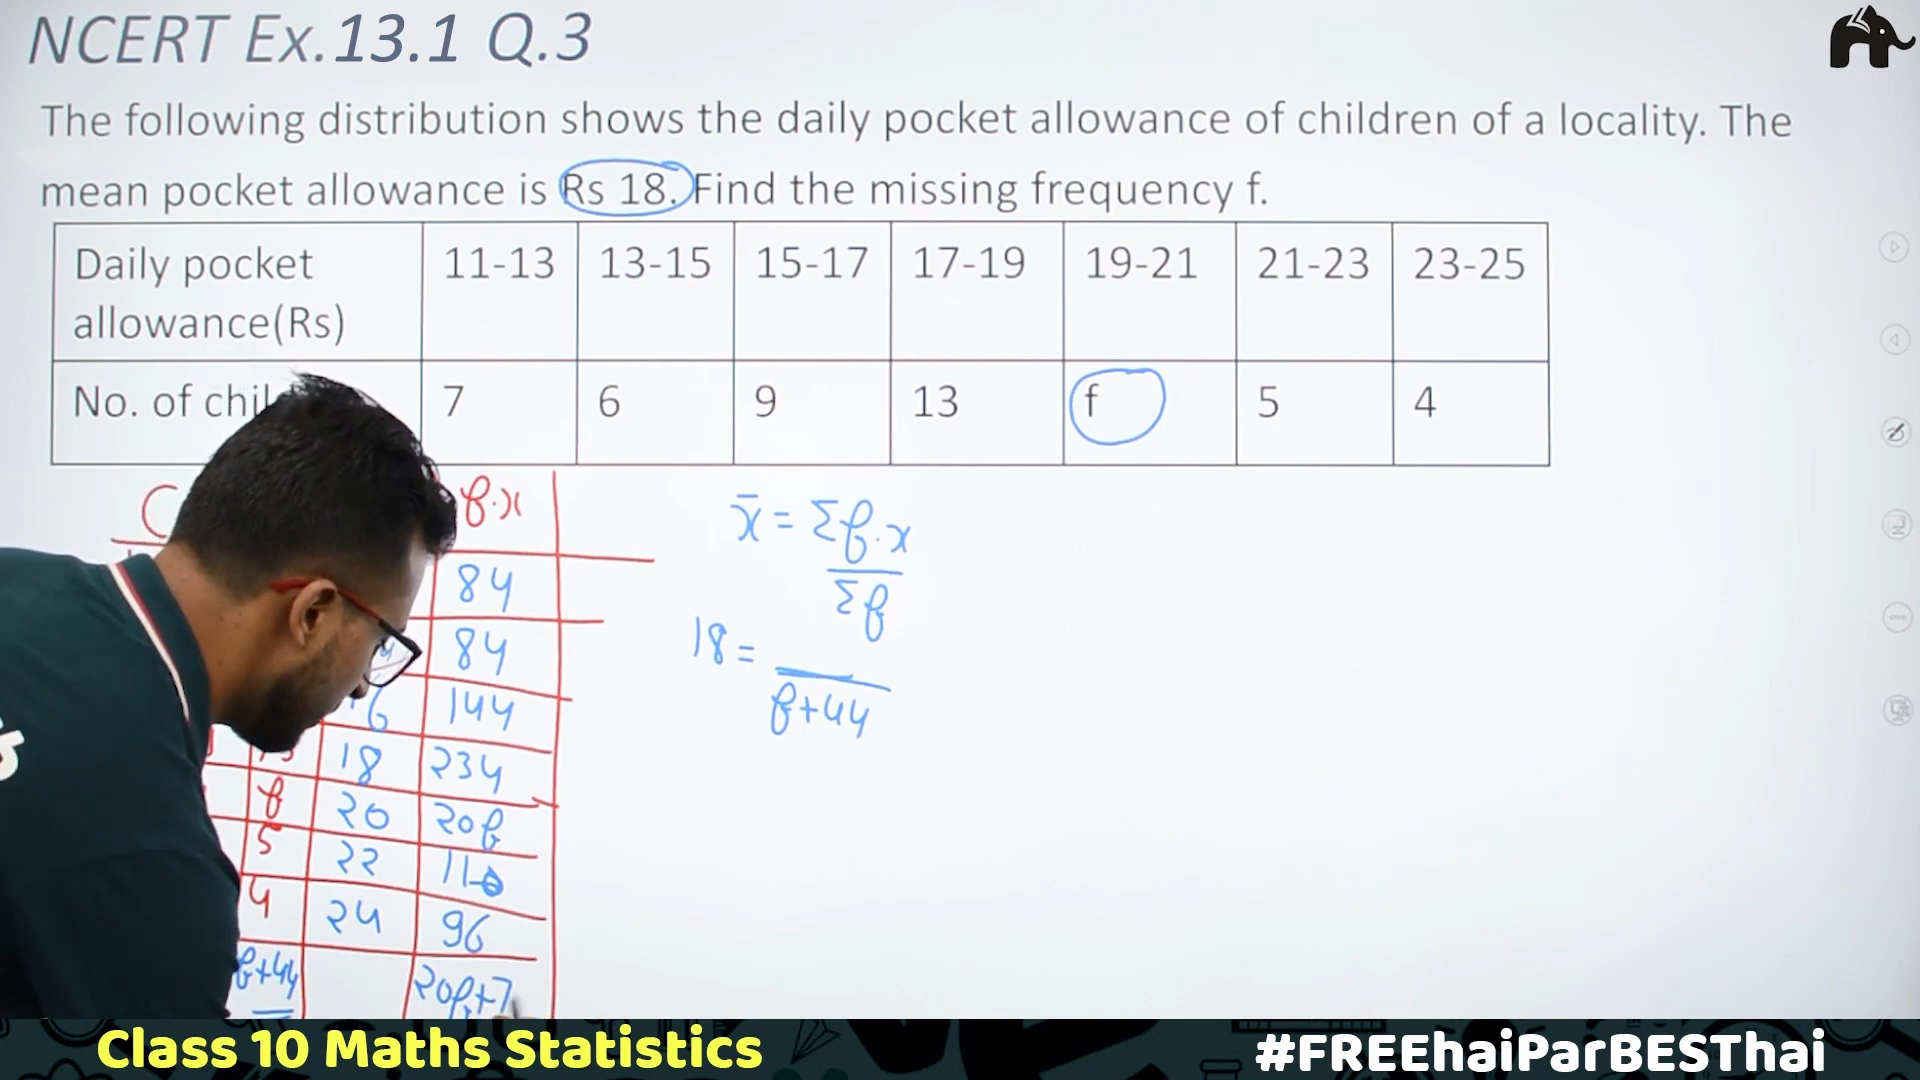 NCERT Ex.13.1 Q.3
The following distribution shows the daily pocket allowance of children of a locality. The
mean pocket allowance is Rs 18. Find the missing frequency f.
Daily pocket allowance(Rs) 11-13 13-15 15-17 17-19 19-21 21-23 23-25
No. of chil 7 6 9 13 f 5 4
C f·x
84
84
144
18 234
f 20 20f
5 22 110
4 24 96
f+44 20f+7
x̄ = Σf·x
Σf
18 =
f+44
Class 10 Maths Statistics
#FREEhaiParBESThai